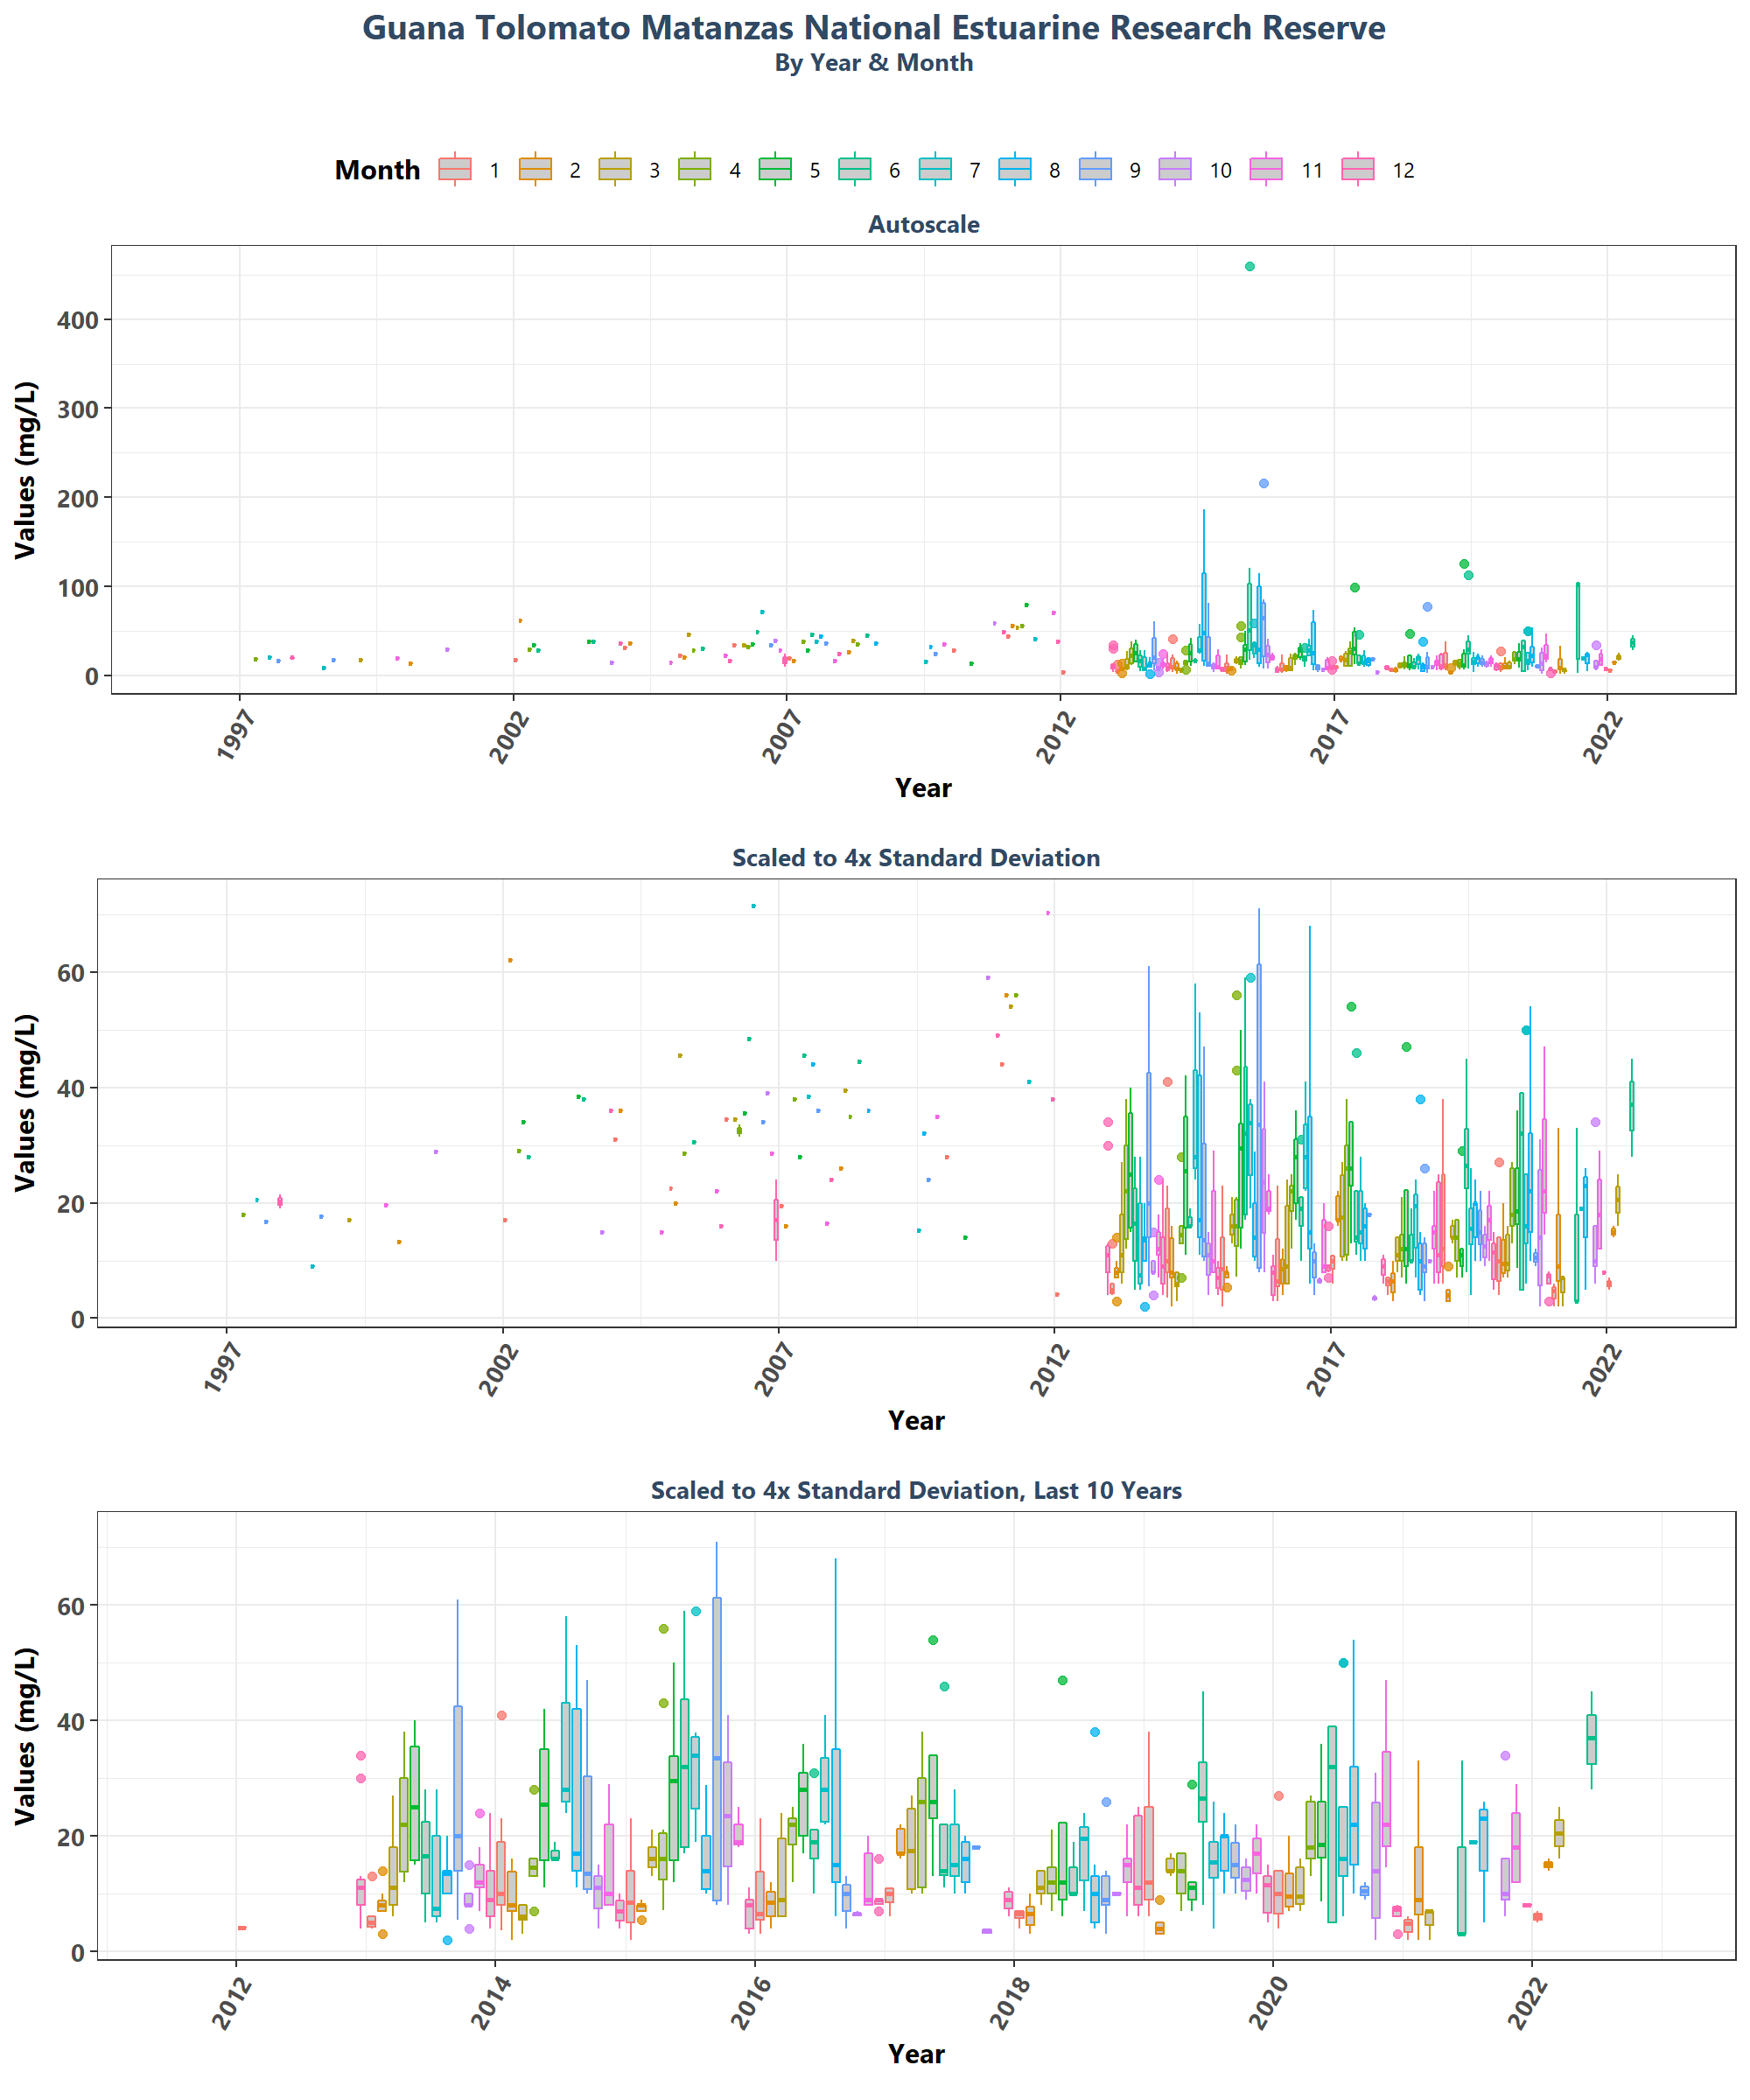 Guana Tolomato Matanzas National Estuarine Research Reserve
By Year & Month
Month 1 2 3 4 5 6 7 8 9 10 11 12
Autoscale
Values (mg/L)
400
300
200
100
0
1997 2002 2007 2012 2017 2022
Year
Scaled to 4x Standard Deviation
Values (mg/L)
60
40
20
0
1997 2002 2007 2012 2017 2022
Year
Scaled to 4x Standard Deviation, Last 10 Years
Values (mg/L)
60
40
20
0
2012 2014 2016 2018 2020 2022
Year